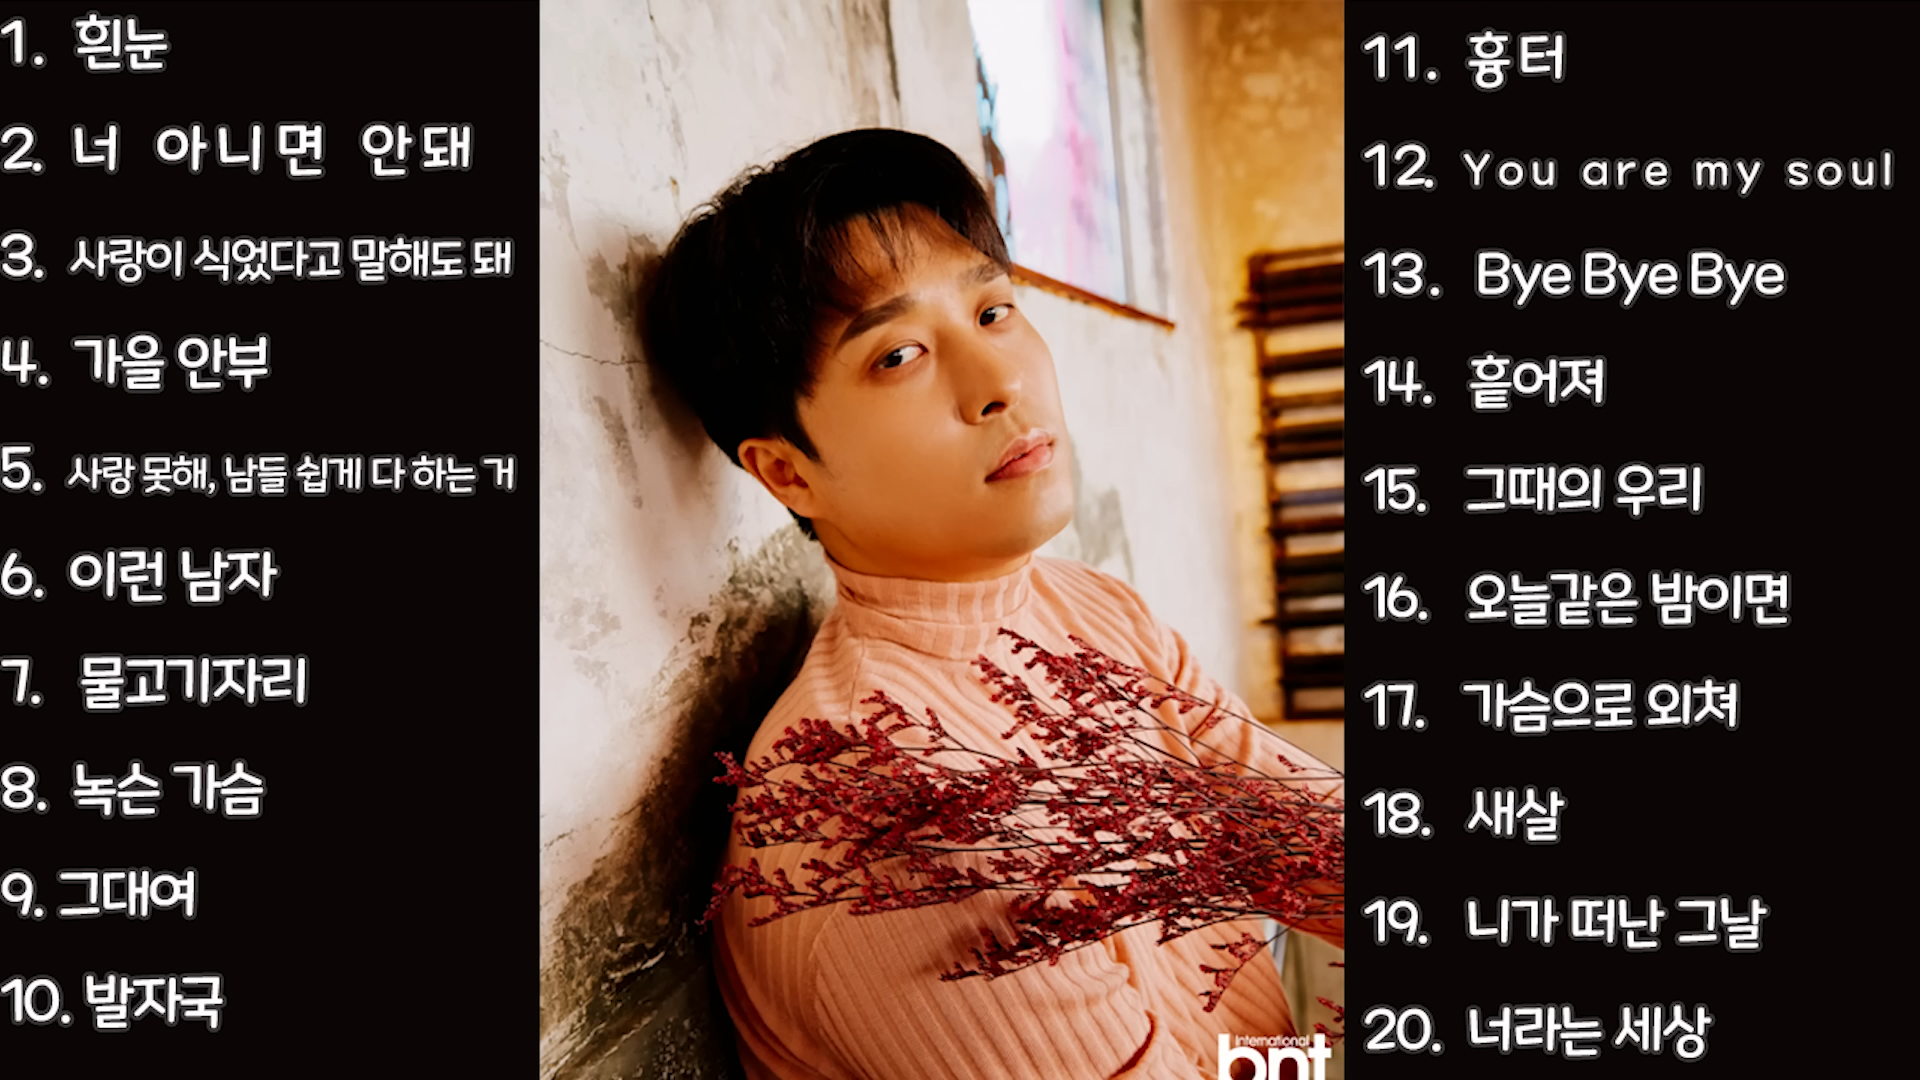 1. 흰눈
2. 너 아니면 안돼
3. 사랑이 식었다고 말해도 돼
4. 가을 안부
5. 사랑 못해, 남들 쉽게 다 하는 거
6. 이런 남자
7. 물고기자리
8. 녹슨 가슴
9. 그대여
10. 발자국
11. 흉터
12. You are my soul
13. Bye Bye Bye
14. 흩어져
15. 그때의 우리
16. 오늘같은 밤이면
17. 가슴으로 외쳐
18. 새살
19. 니가 떠난 그날
20. 너라는 세상
International
bnt